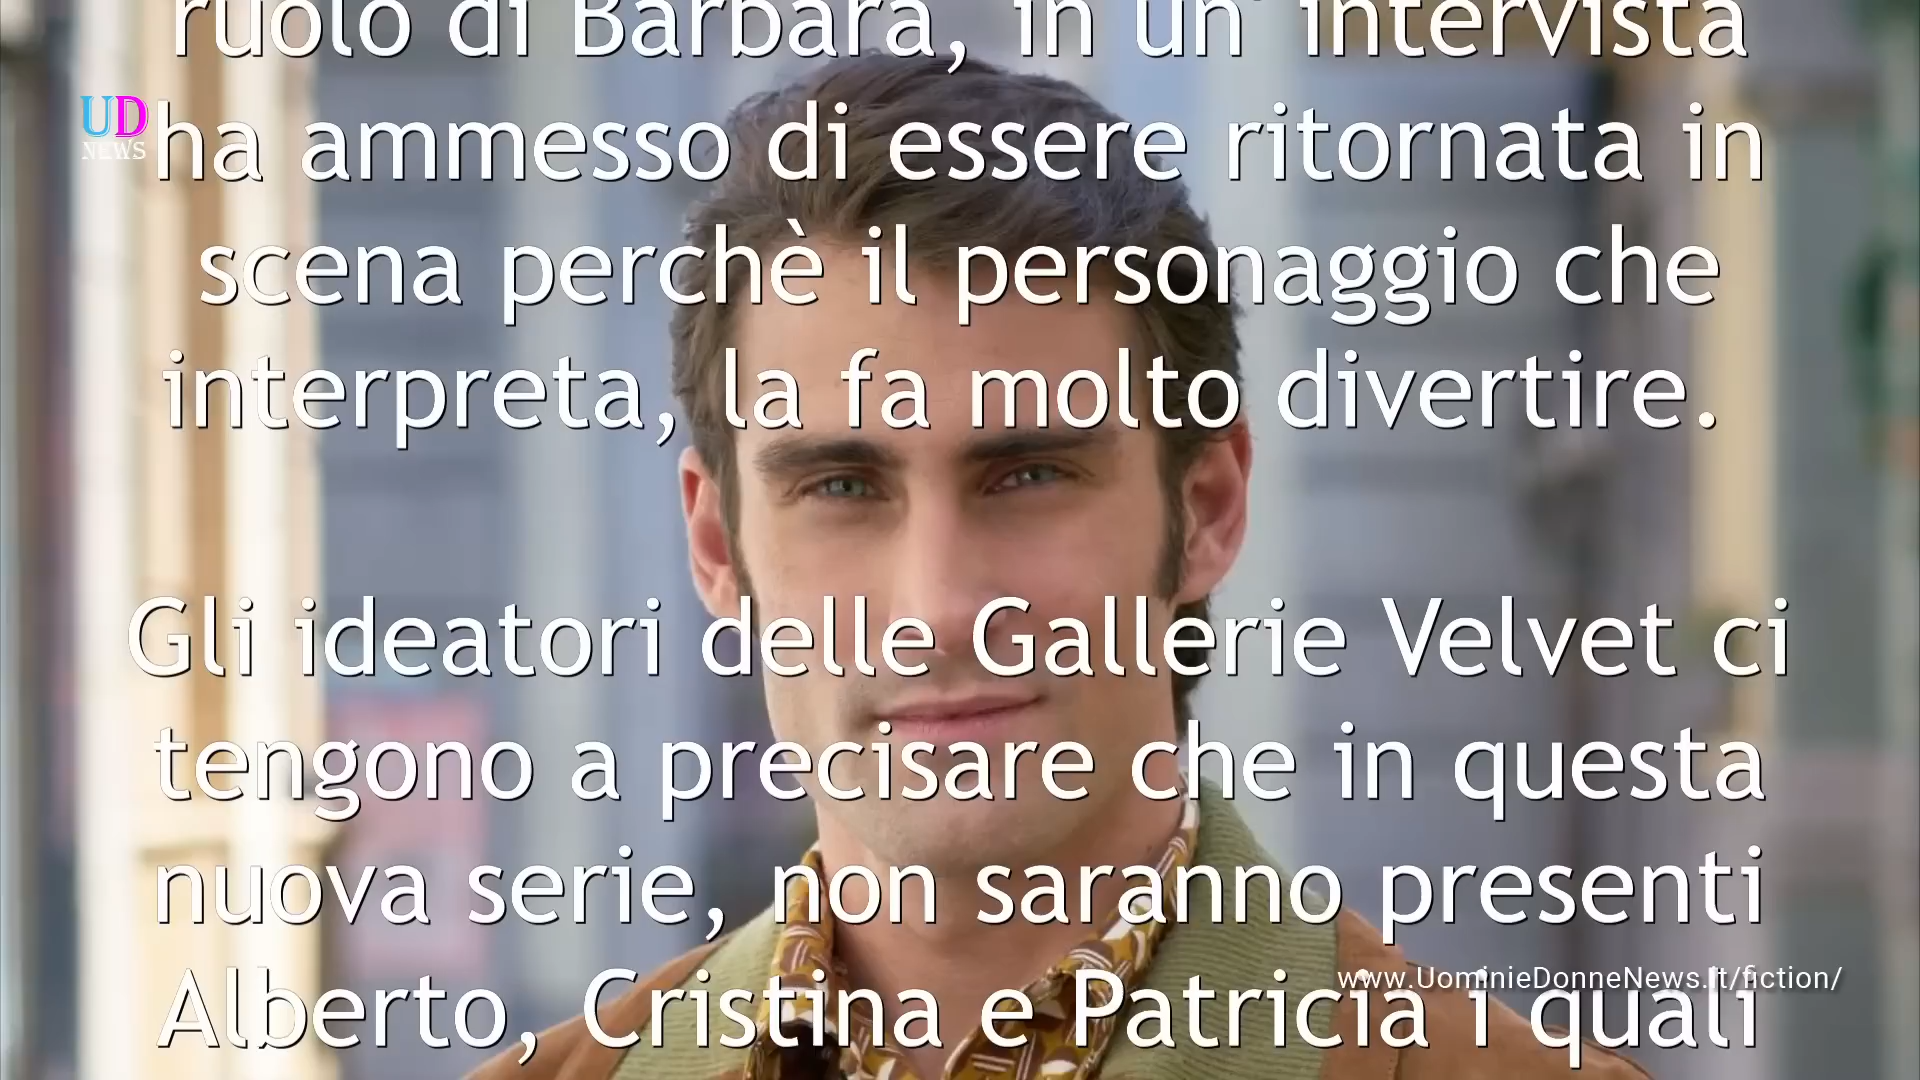 ruolo di Barbara, in un' intervista
UD
NEWS
ha ammesso di essere ritornata in
scena perchè il personaggio che
interpreta, la fa molto divertire.
Gli ideatori delle Gallerie Velvet ci
tengono a precisare che in questa
nuova serie, non saranno presenti
www.UominieDonneNews.It/fiction/
Alberto, Cristina e Patricia i quali